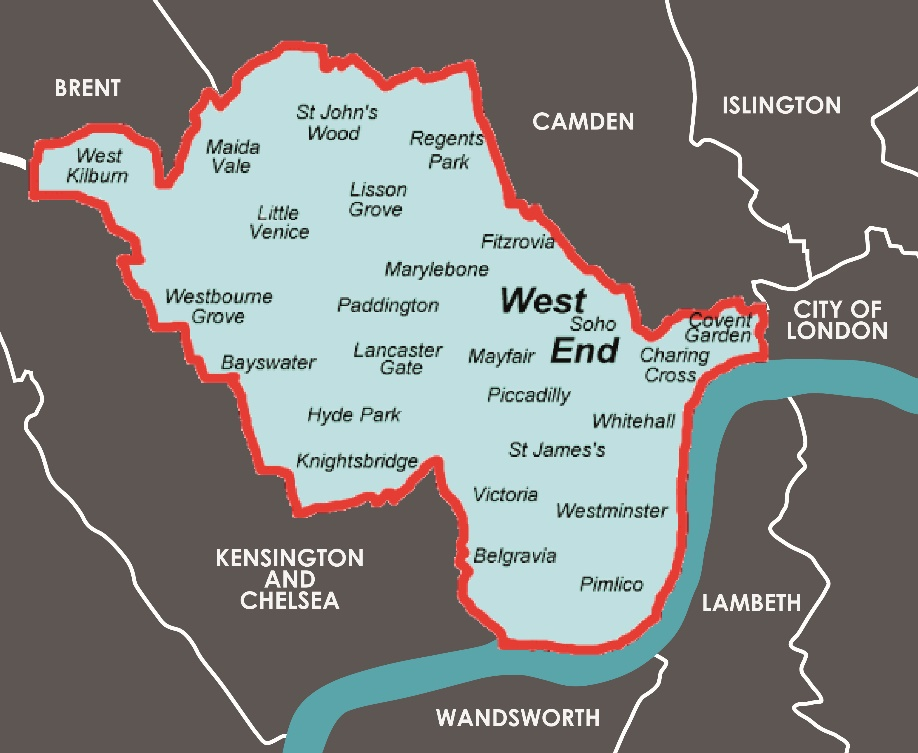 BRENT
ISLINGTON
CAMDEN
St John's
Wood
Regents
Park
Maida
Vale
West
Kilburn
Lisson
Grove
Little
Venice
Fitzrovia
Marylebone
Westbourne
Grove
Paddington
West
End
Soho
Covent
Garden
CITY OF
LONDON
Bayswater
Lancaster
Gate
Mayfair
Charing
Cross
Piccadilly
Hyde Park
Whitehall
St James's
Knightsbridge
Victoria
Westminster
Belgravia
Pimlico
KENSINGTON
AND
CHELSEA
LAMBETH
WANDSWORTH